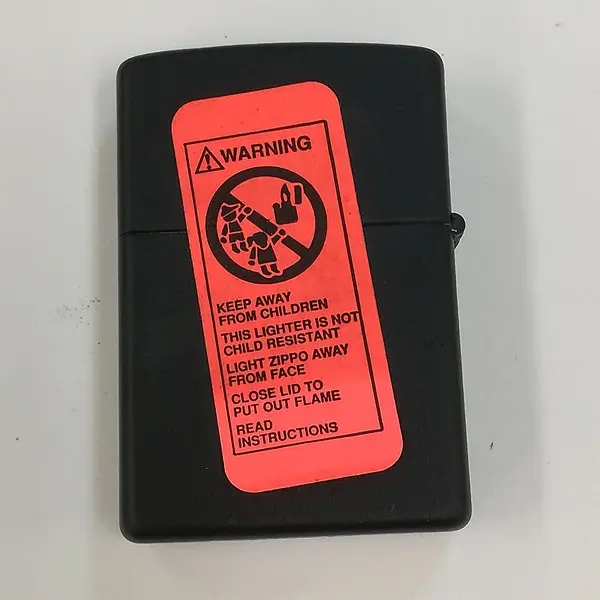 WARNING
KEEP AWAY
FROM CHILDREN
THIS LIGHTER IS NOT
CHILD RESISTANT
LIGHT ZIPPO AWAY
FROM FACE
CLOSE LID TO
PUT OUT FLAME
READ
INSTRUCTIONS